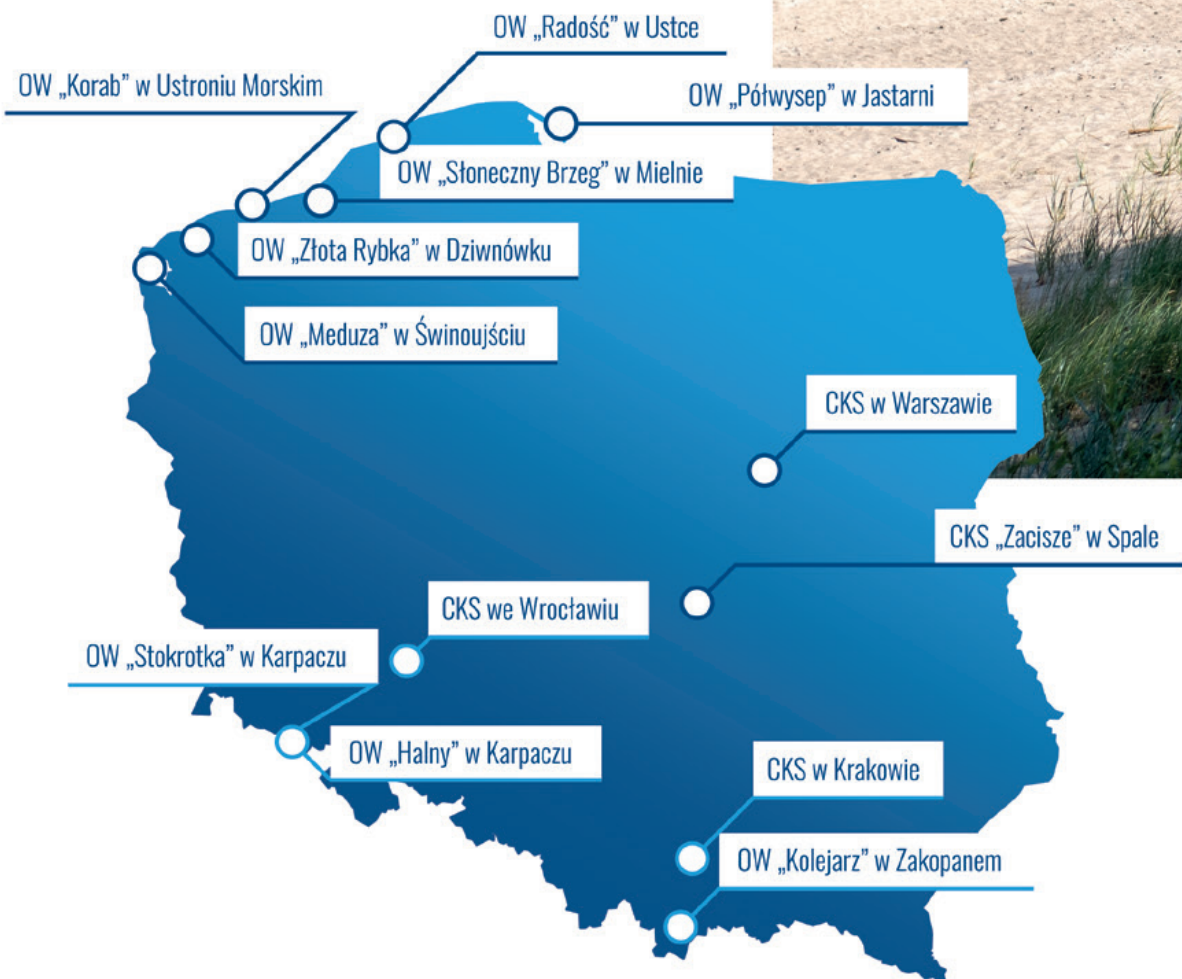 OW „Radość” w Ustce
OW „Korab” w Ustroniu Morskim
OW „Półwysep” w Jastarni
OW „Słoneczny Brzeg” w Mielnie
OW „Złota Rybka” w Dziwnówku
OW „Meduza” w Świnoujściu
CKS w Warszawie
CKS „Zacisze” w Spale
CKS we Wrocławiu
OW „Stokrotka” w Karpaczu
OW „Halny” w Karpaczu
CKS w Krakowie
OW „Kolejarz” w Zakopanem